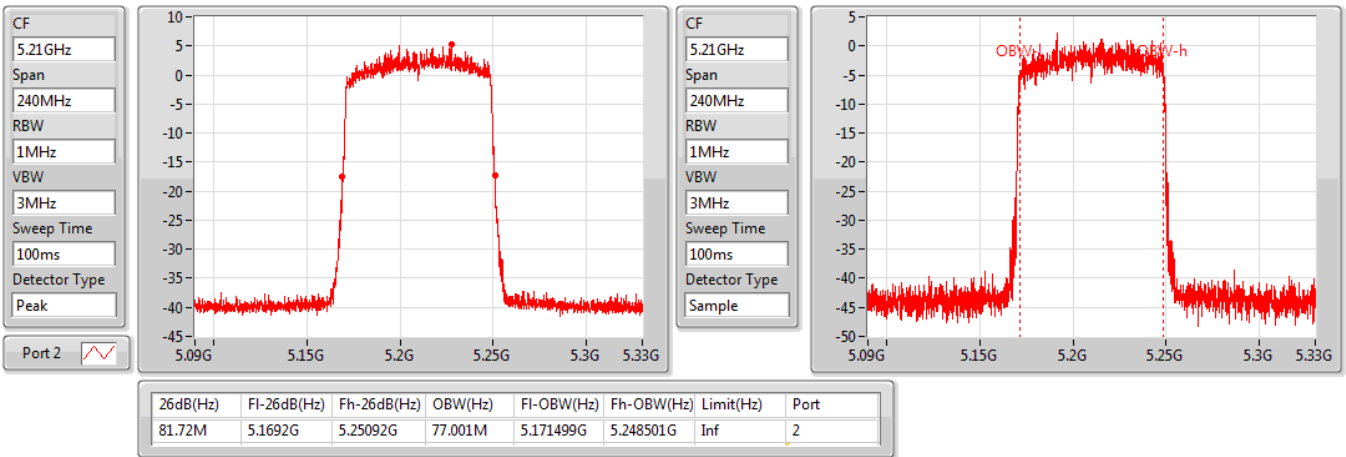 CF
5.21GHz
Span
240MHz
RBW
1MHz
VBW
3MHz
Sweep Time
100ms
Detector Type
Peak
Port 2
10
5
0
-5
-10
-15
-20
-25
-30
-35
-40
-45
5.09G 5.15G 5.2G 5.25G 5.3G 5.33G
CF
5.21GHz
Span
240MHz
RBW
1MHz
VBW
3MHz
Sweep Time
100ms
Detector Type
Sample
5
0
-5
-10
-15
-20
-25
-30
-35
-40
-45
-50
OBW-l OBW-h
5.09G 5.15G 5.2G 5.25G 5.3G 5.33G
26dB(Hz) Fl-26dB(Hz) Fh-26dB(Hz) OBW(Hz) Fl-OBW(Hz) Fh-OBW(Hz) Limit(Hz) Port
81.72M 5.1692G 5.25092G 77.001M 5.171499G 5.248501G Inf 2